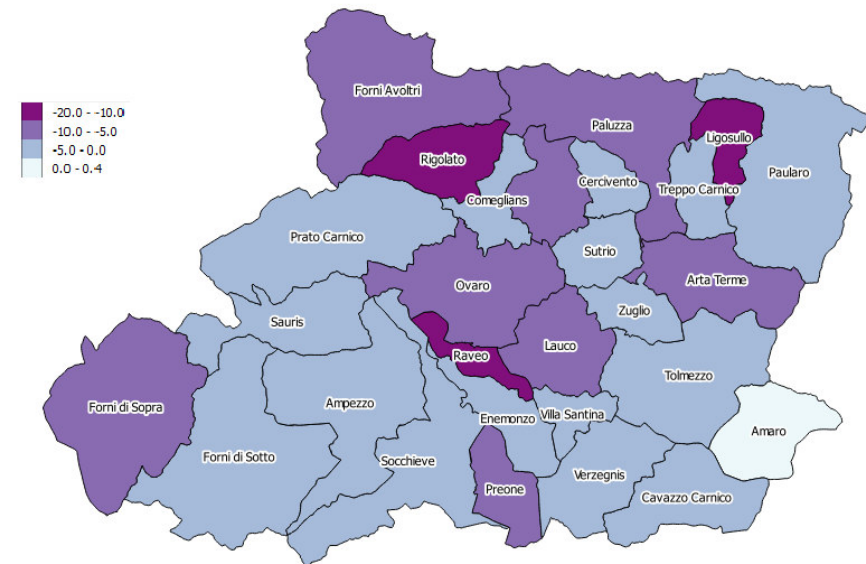 -20.0 - -10.0
-10.0 - -5.0
-5.0 - 0.0
0.0 - 0.4
Forni Avoltri
Paluzza
Ligosullo
Rigolato
Cercivento
Treppo Carnico
Paularo
Comeglians
Prato Carnico
Sutrio
Ovaro
Arta Terme
Sauris
Zuglio
Raveo
Lauco
Tolmezzo
Forni di Sopra
Ampezzo
Enemonzo
Villa Santina
Amaro
Forni di Sotto
Socchieve
Preone
Verzegnis
Cavazzo Carnico